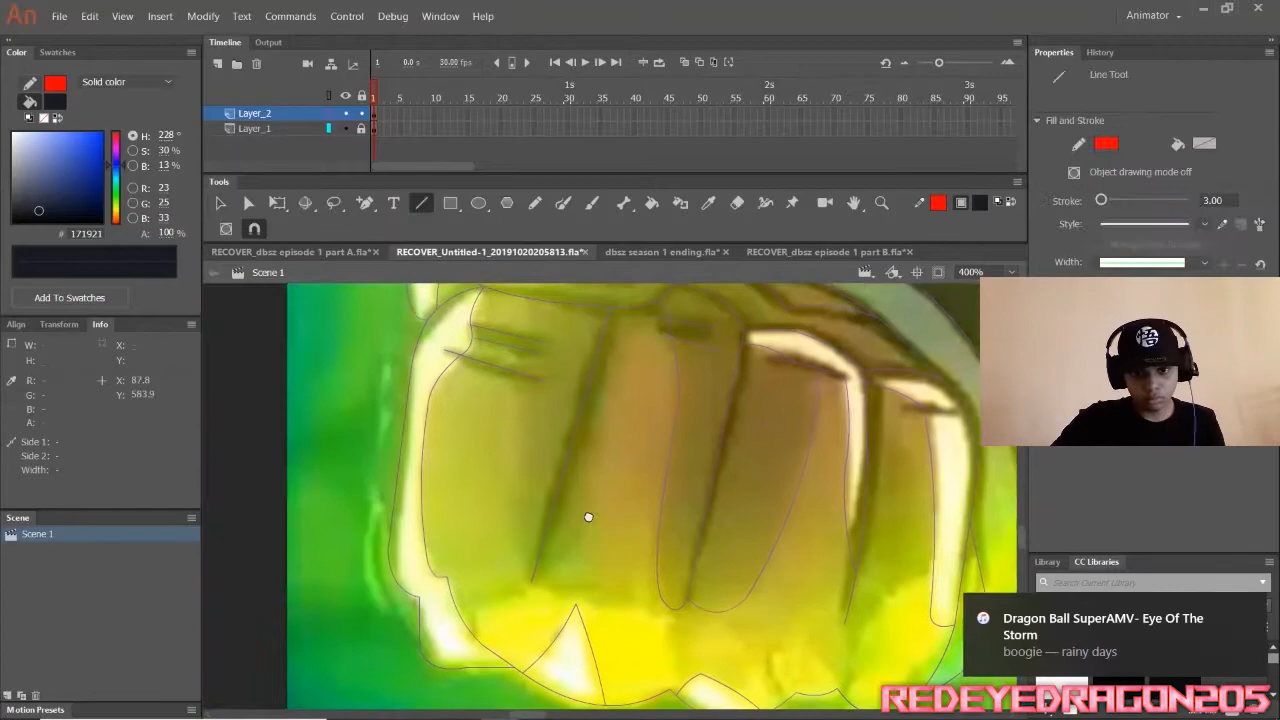 An File Edit View Insert Modify Text Commands Control Debug Window Help Animator
Color Swatches
Solid color
H: 228 °
S: 30 %
B: 13 %
R: 23
G: 25
B: 33
# 171921 A: 100 %
Add To Swatches
Align Transform Info
W:
H:
X:
Y:
R: -
G: -
B: -
A: -
X: 87.8
Y: 583.9
Side 1: -
Side 2: -
Width: -
Scene
Scene 1
Motion Presets
Timeline Output
1 0.0 s 30.00 fps
1s 2s 3s
1 5 10 15 20 25 30 35 40 45 50 55 60 65 70 75 80 85 90 95
Layer_2
Layer_1
Tools
RECOVER_dbsz episode 1 part A.fla* × RECOVER_Untitled-1_20191020205813.fla* × dbsz season 1 ending.fla* × RECOVER_dbsz episode 1 part B.fla* ×
Scene 1 400%
Properties History
Line Tool
Fill and Stroke
Object drawing mode off
Stroke: 3.00
Style:
Width:
Library CC Libraries
Search Current Library
Dragon Ball SuperAMV- Eye Of The
Storm
boogie — rainy days
REDEYEDRAGON205